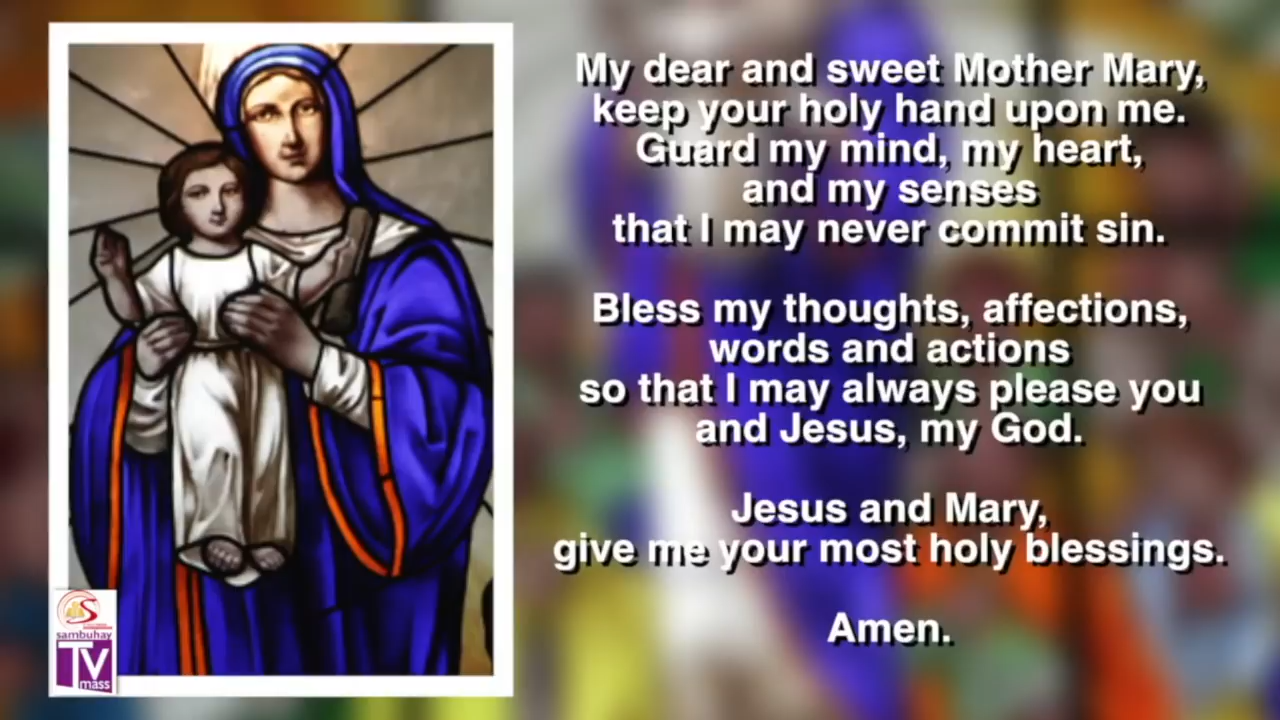 My dear and sweet Mother Mary,
keep your holy hand upon me.
Guard my mind, my heart,
and my senses
that I may never commit sin.
Bless my thoughts, affections,
words and actions
so that I may always please you
and Jesus, my God.
Jesus and Mary,
give me your most holy blessings.
Amen.
sambuhay
TV
mass